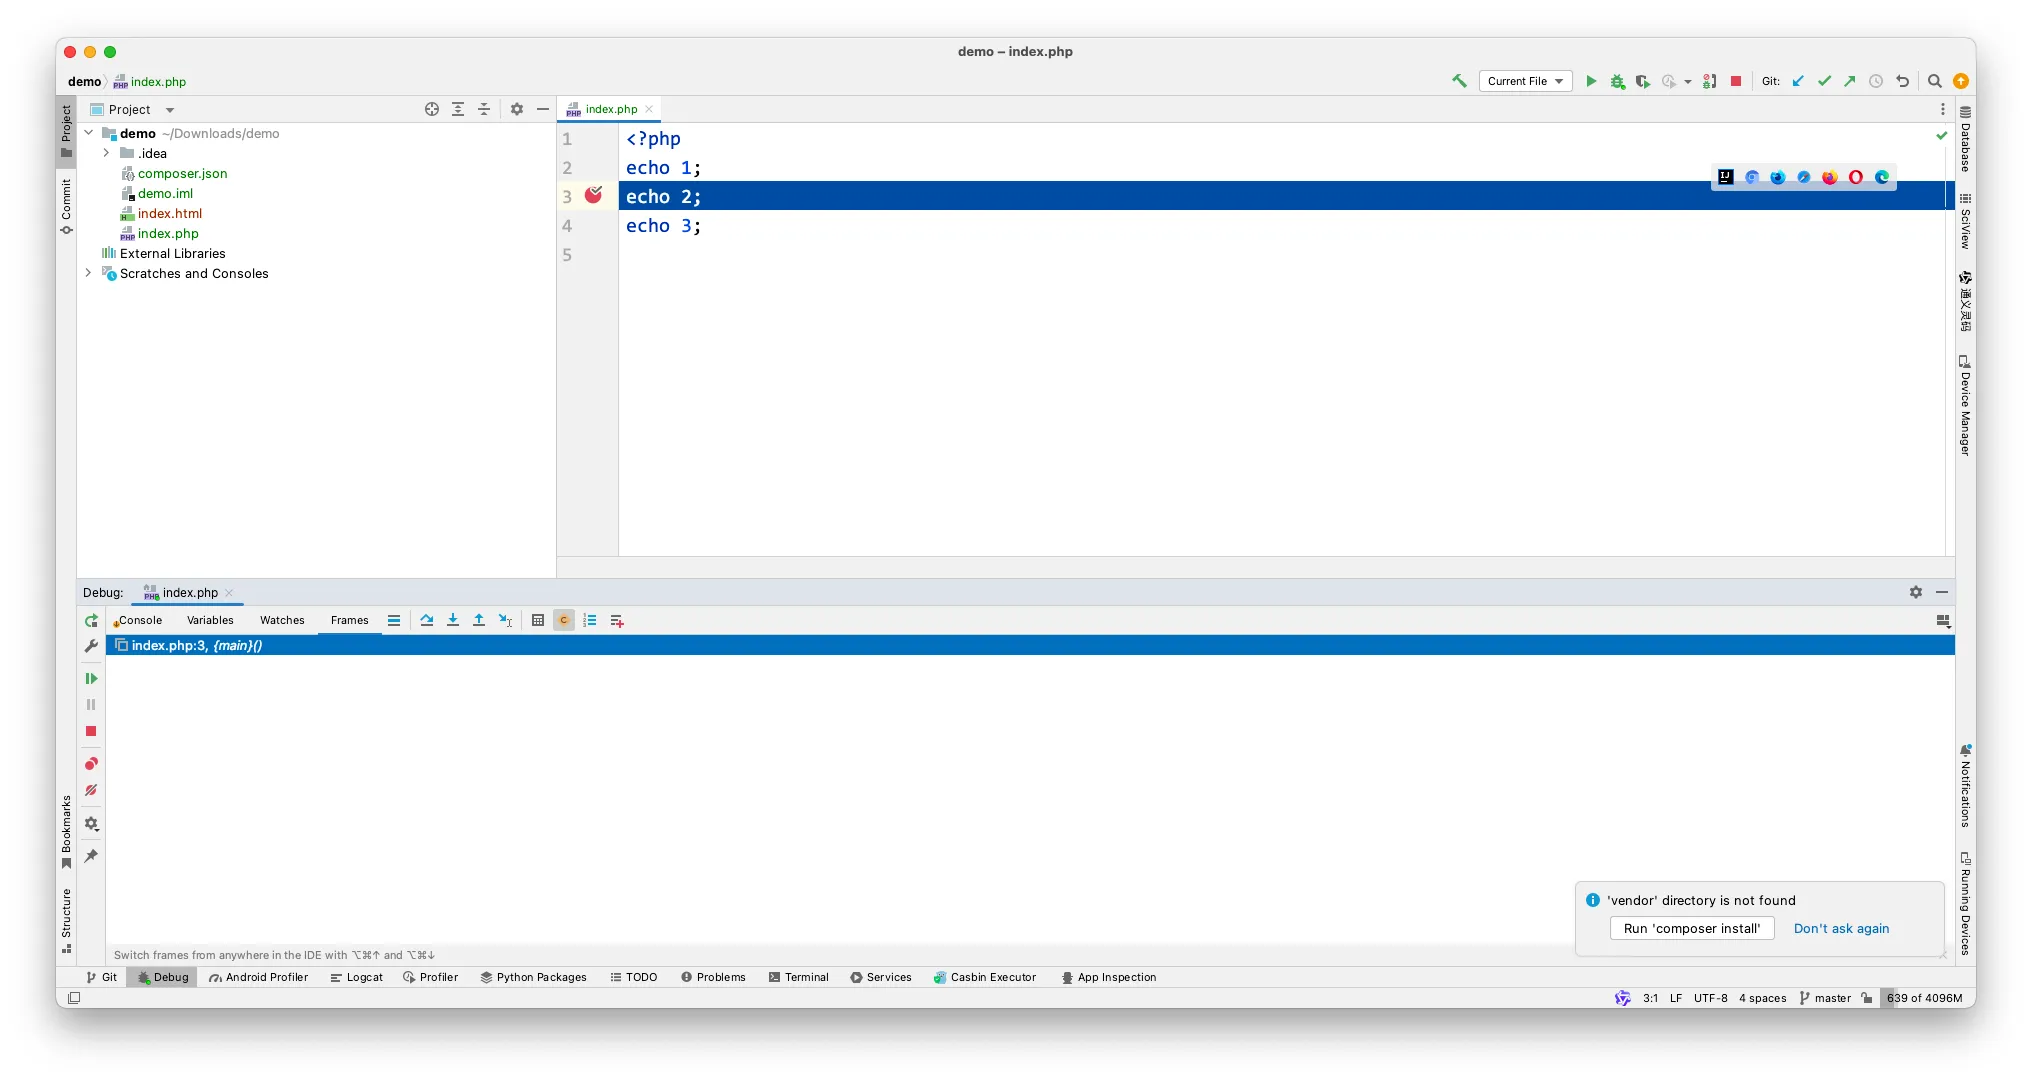 demo – index.php
demo index.php
Current File
Git:
Project
demo ~/Downloads/demo
.idea
composer.json
demo.iml
index.html
index.php
External Libraries
Scratches and Consoles
Project
Commit
Bookmarks
Structure
index.php
1 <?php
2 echo 1;
3 echo 2;
4 echo 3;
5
Database
SciView
通义灵码
Device Manager
Notifications
Running Devices
Debug: index.php
Console Variables Watches Frames
index.php:3, {main}()
Switch frames from anywhere in the IDE with ⌥⌘↑ and ⌥⌘↓
'vendor' directory is not found
Run 'composer install' Don't ask again
Git Debug Android Profiler Logcat Profiler Python Packages TODO Problems Terminal Services Casbin Executor App Inspection
3:1 LF UTF-8 4 spaces master 639 of 4096M